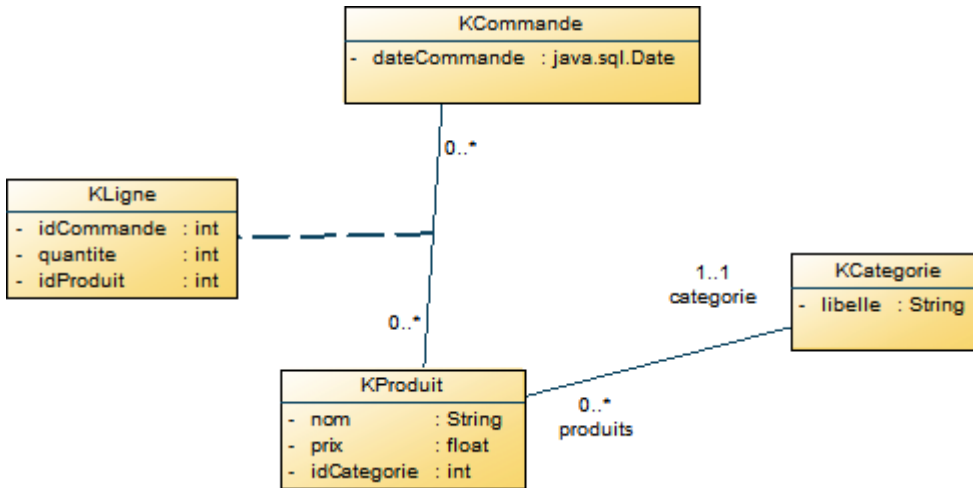 KCommande
- dateCommande : java.sql.Date
0..*
KLigne
- idCommande : int
- quantite : int
- idProduit : int
1..1
categorie
KCategorie
- libelle : String
0..*
KProduit
- nom : String
- prix : float
- idCategorie : int
0..*
produits